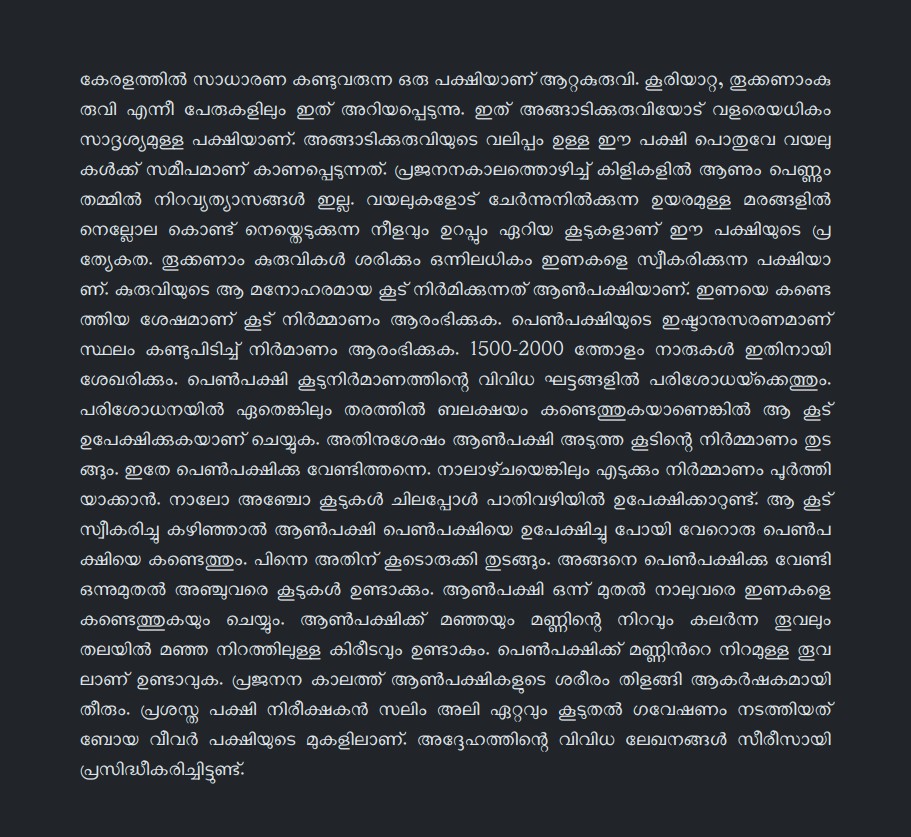 കേരളത്തിൽ സാധാരണ കണ്ടുവരുന്ന ഒരു പക്ഷിയാണ് ആറ്റകുരുവി. കൂരിയാറ്റ, തൂക്കണാംകു
രുവി എന്നീ പേരുകളിലും ഇത് അറിയപ്പെടുന്നു. ഇത് അങ്ങാടിക്കുരുവിയോട് വളരെയധികം
സാദൃശ്യമുള്ള പക്ഷിയാണ്. അങ്ങാടിക്കുരുവിയുടെ വലിപ്പം ഉള്ള ഈ പക്ഷി പൊതുവേ വയലു
കൾക്ക് സമീപമാണ് കാണപ്പെടുന്നത്. പ്രജനനകാലത്തൊഴിച്ച് കിളികളിൽ ആണും പെണ്ണും
തമ്മിൽ നിറവ്യത്യാസങ്ങൾ ഇല്ല. വയലുകളോട് ചേർന്നുനിൽക്കുന്ന ഉയരമുള്ള മരങ്ങളിൽ
നെല്ലോല കൊണ്ട് നെയ്തെടുക്കുന്ന നീളവും ഉറപ്പും ഏറിയ കൂടുകളാണ് ഈ പക്ഷിയുടെ പ്ര
ത്യേകത. തൂക്കണാം കുരുവികൾ ശരിക്കും ഒന്നിലധികം ഇണകളെ സ്വീകരിക്കുന്ന പക്ഷിയാ
ണ്. കുരുവിയുടെ ആ മനോഹരമായ കൂട് നിർമിക്കുന്നത് ആൺപക്ഷിയാണ്. ഇണയെ കണ്ടെ
ത്തിയ ശേഷമാണ് കൂട് നിർമ്മാണം ആരംഭിക്കുക. പെൺപക്ഷിയുടെ ഇഷ്ടാനുസരണമാണ്
സ്ഥലം കണ്ടുപിടിച്ച് നിർമാണം ആരംഭിക്കുക. 1500-2000 ത്തോളം നാരുകൾ ഇതിനായി
ശേഖരിക്കും. പെൺപക്ഷി കൂടുനിർമാണത്തിന്റെ വിവിധ ഘട്ടങ്ങളിൽ പരിശോധയ്ക്കെത്തും.
പരിശോധനയിൽ ഏതെങ്കിലും തരത്തിൽ ബലക്ഷയം കണ്ടെത്തുകയാണെങ്കിൽ ആ കൂട്
ഉപേക്ഷിക്കുകയാണ് ചെയ്യുക. അതിനുശേഷം ആൺപക്ഷി അടുത്ത കൂടിന്റെ നിർമ്മാണം തുട
ങ്ങും. ഇതേ പെൺപക്ഷിക്കു വേണ്ടിത്തന്നെ. നാലാഴ്ചയെങ്കിലും എടുക്കും നിർമ്മാണം പൂർത്തി
യാക്കാൻ. നാലോ അഞ്ചോ കൂടുകൾ ചിലപ്പോൾ പാതിവഴിയിൽ ഉപേക്ഷിക്കാറുണ്ട്. ആ കൂട്
സ്വീകരിച്ചു കഴിഞ്ഞാൽ ആൺപക്ഷി പെൺപക്ഷിയെ ഉപേക്ഷിച്ചു പോയി വേറൊരു പെൺപ
ക്ഷിയെ കണ്ടെത്തും. പിന്നെ അതിന് കൂടൊരുക്കി തുടങ്ങും. അങ്ങനെ പെൺപക്ഷിക്കു വേണ്ടി
ഒന്നുമുതൽ അഞ്ചുവരെ കൂടുകൾ ഉണ്ടാക്കും. ആൺപക്ഷി ഒന്ന് മുതൽ നാലുവരെ ഇണകളെ
കണ്ടെത്തുകയും ചെയ്യും. ആൺപക്ഷിക്ക് മഞ്ഞയും മണ്ണിന്റെ നിറവും കലർന്ന തൂവലും
തലയിൽ മഞ്ഞ നിറത്തിലുള്ള കിരീടവും ഉണ്ടാകും. പെൺപക്ഷിക്ക് മണ്ണിൻറെ നിറമുള്ള തൂവ
ലാണ് ഉണ്ടാവുക. പ്രജനന കാലത്ത് ആൺപക്ഷികളുടെ ശരീരം തിളങ്ങി ആകർഷകമായി
തീരും. പ്രശസ്ത പക്ഷി നിരീക്ഷകൻ സലിം അലി ഏറ്റവും കൂടുതൽ ഗവേഷണം നടത്തിയത്
ബോയ വീവർ പക്ഷിയുടെ മുകളിലാണ്. അദ്ദേഹത്തിന്റെ വിവിധ ലേഖനങ്ങൾ സീരീസായി
പ്രസിദ്ധീകരിച്ചിട്ടുണ്ട്.